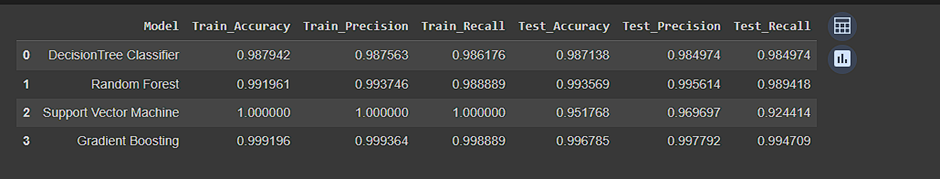 Model Train_Accuracy Train_Precision Train_Recall Test_Accuracy Test_Precision Test_Recall
0 DecisionTree Classifier 0.987942 0.987563 0.986176 0.987138 0.984974 0.984974
1 Random Forest 0.991961 0.993746 0.988889 0.993569 0.995614 0.989418
2 Support Vector Machine 1.000000 1.000000 1.000000 0.951768 0.969697 0.924414
3 Gradient Boosting 0.999196 0.999364 0.998889 0.996785 0.997792 0.994709